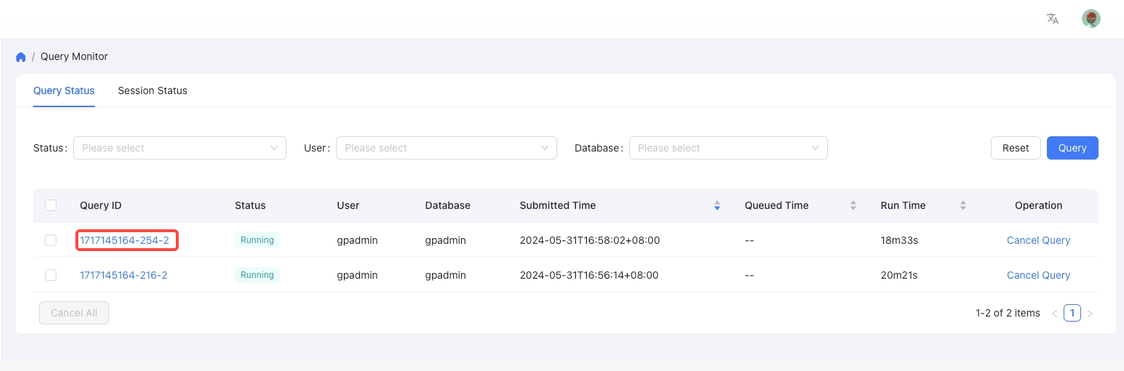 / Query Monitor
Query Status Session Status
Status: Please select User: Please select Database: Please select Reset Query
Query ID Status User Database Submitted Time Queued Time Run Time Operation
1717145164-254-2 Running gpadmin gpadmin 2024-05-31T16:58:02+08:00 -- 18m33s Cancel Query
1717145164-216-2 Running gpadmin gpadmin 2024-05-31T16:56:14+08:00 -- 20m21s Cancel Query
Cancel All 1-2 of 2 items < 1 >